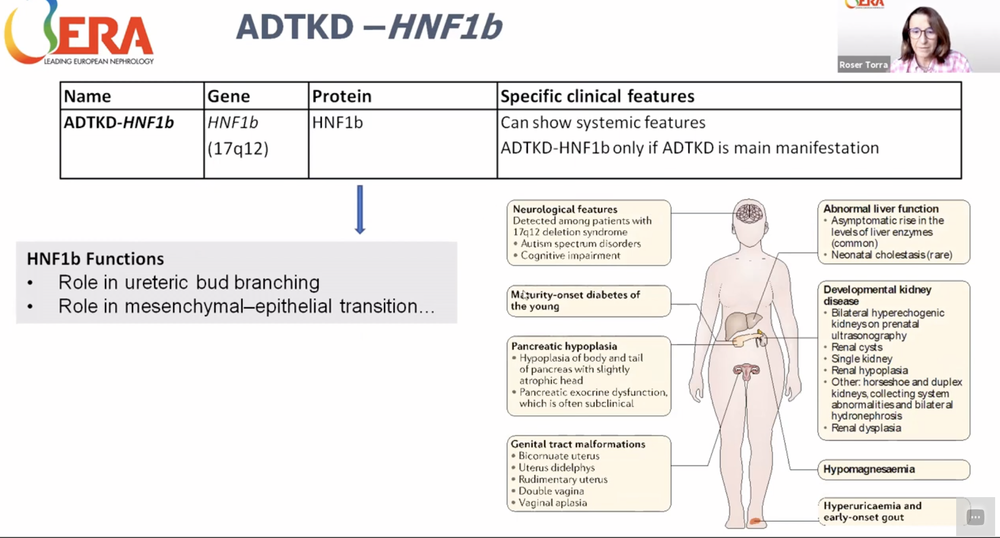 ERA
LEADING EUROPEAN NEPHROLOGY
ADTKD –HNF1b
ERA
Roser Torra
Name
Gene
Protein
Specific clinical features
ADTKD-HNF1b
HNF1b
(17q12)
HNF1b
Can show systemic features
ADTKD-HNF1b only if ADTKD is main manifestation
HNF1b Functions
• Role in ureteric bud branching
• Role in mesenchymal–epithelial transition…
Neurological features
Detected among patients with
17q12 deletion syndrome
• Autism spectrum disorders
• Cognitive impairment
Maturity-onset diabetes of
the young
Pancreatic hypoplasia
• Hypoplasia of body and tail
of pancreas with slightly
atrophic head
• Pancreatic exocrine dysfunction,
which is often subclinical
Genital tract malformations
• Bicornuate uterus
• Uterus didelphys
• Rudimentary uterus
• Double vagina
• Vaginal aplasia
Abnormal liver function
• Asymptomatic rise in the
levels of liver enzymes
(common)
• Neonatal cholestasis (rare)
Developmental kidney
disease
• Bilateral hyperechogenic
kidneys on prenatal
ultrasonography
• Renal cysts
• Single kidney
• Renal hypoplasia
• Other: horseshoe and duplex
kidneys, collecting system
abnormalities and bilateral
hydronephrosis
• Renal dysplasia
Hypomagnesaemia
Hyperuricaemia and
early-onset gout